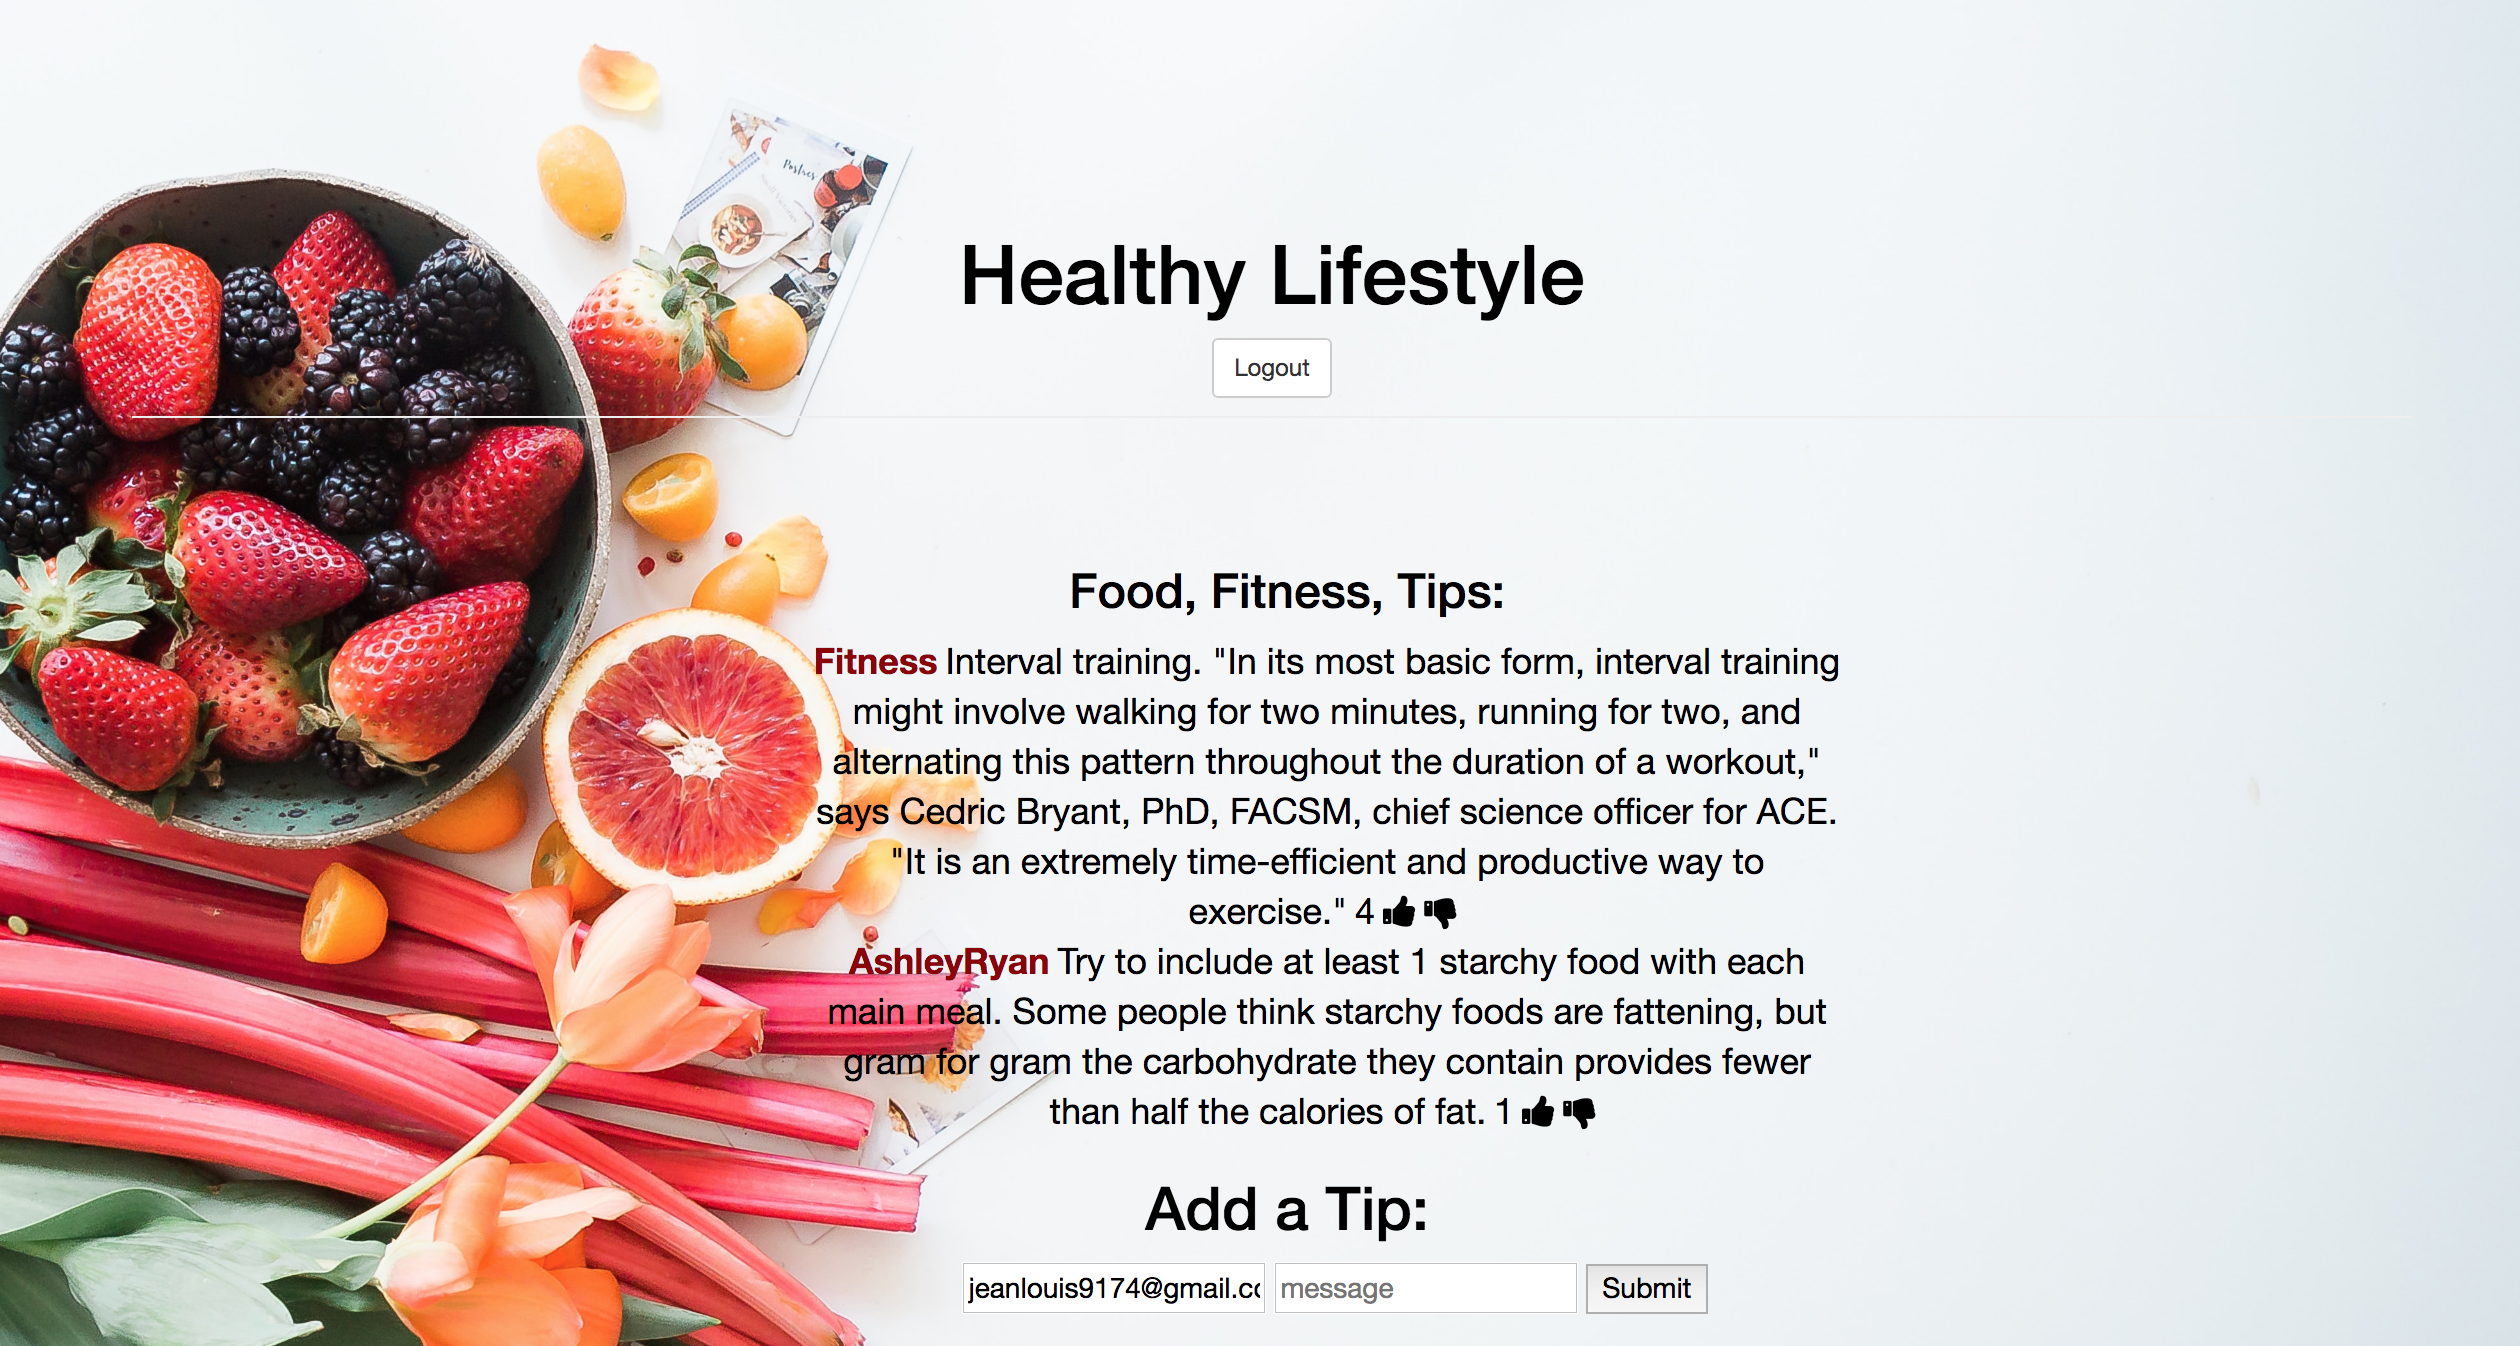 Postres
Healthy Lifestyle
Logout
Food, Fitness, Tips:
Fitness Interval training. "In its most basic form, interval training
might involve walking for two minutes, running for two, and
alternating this pattern throughout the duration of a workout,"
says Cedric Bryant, PhD, FACSM, chief science officer for ACE.
"It is an extremely time-efficient and productive way to
exercise." 4
AshleyRyan Try to include at least 1 starchy food with each
main meal. Some people think starchy foods are fattening, but
gram for gram the carbohydrate they contain provides fewer
than half the calories of fat. 1
Add a Tip:
jeanlouis9174@gmail.co message Submit